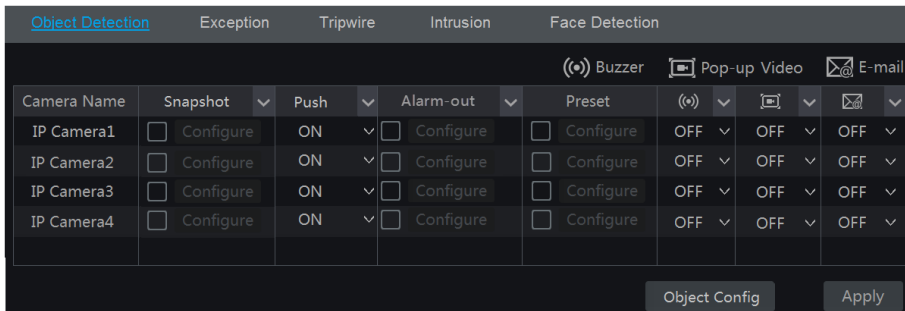 Object Detection Exception Tripwire Intrusion Face Detection
Buzzer Pop-up Video E-mail
Camera Name Snapshot Push Alarm-out Preset
IP Camera1 Configure ON Configure Configure OFF OFF OFF
IP Camera2 Configure ON Configure Configure OFF OFF OFF
IP Camera3 Configure ON Configure Configure OFF OFF OFF
IP Camera4 Configure ON Configure Configure OFF OFF OFF
Object Config Apply